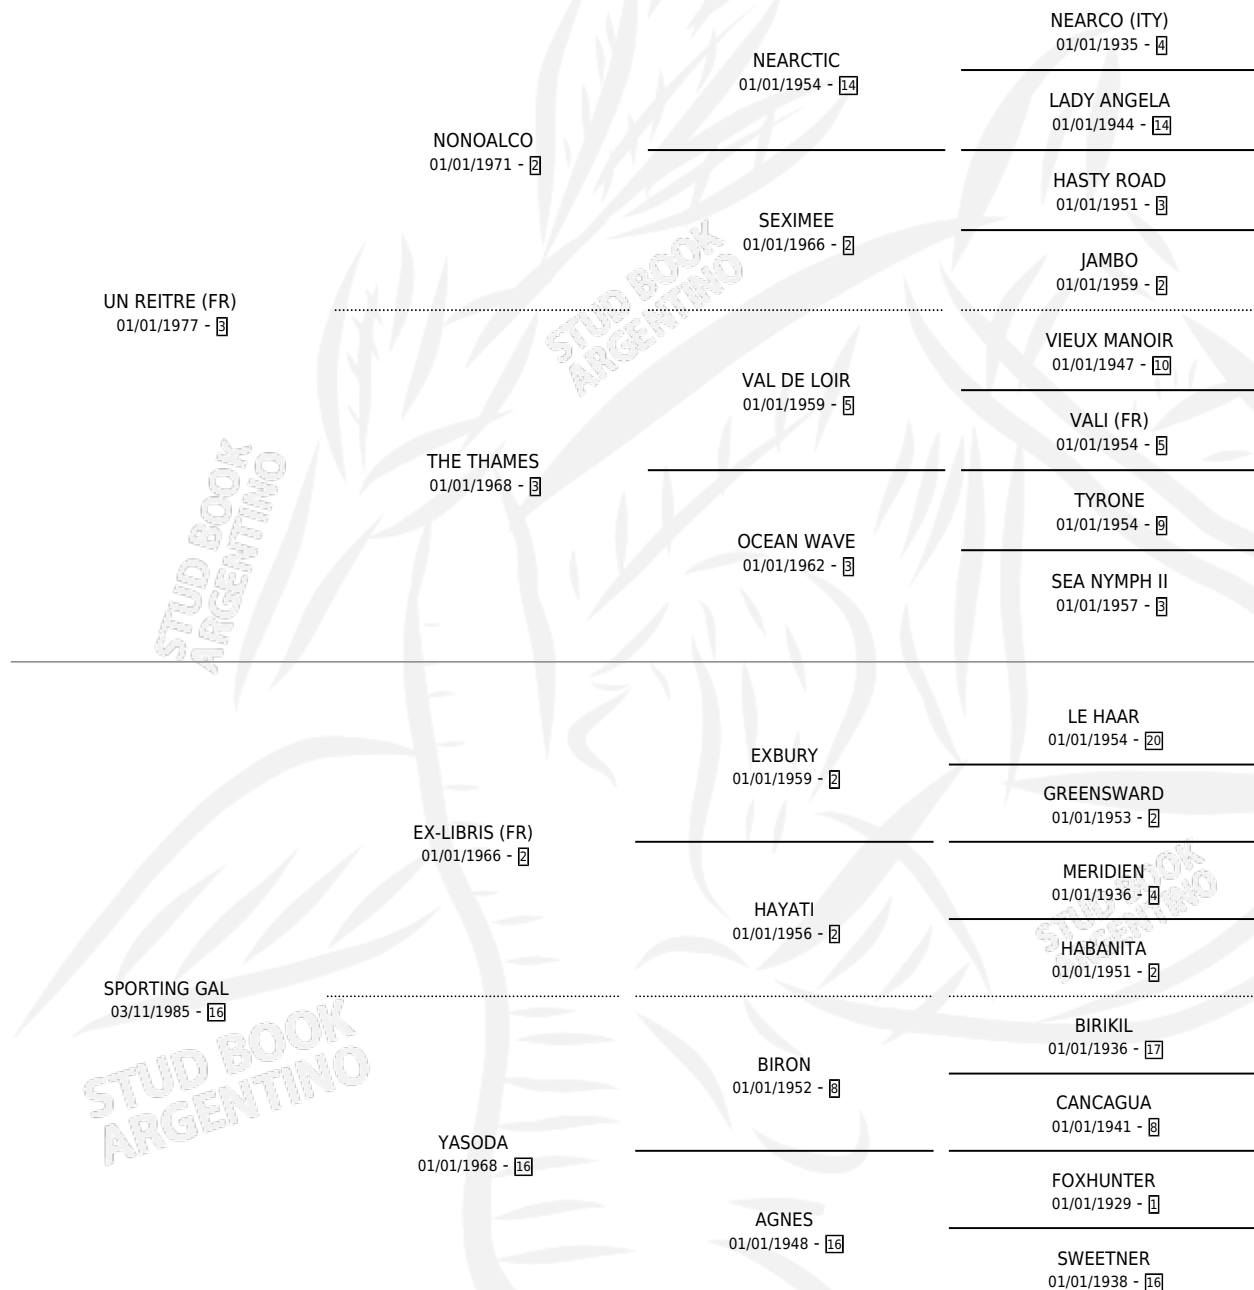 NEARCO (ITY)
01/01/1935 - 4
NEARCTIC
01/01/1954 - 14
LADY ANGELA
01/01/1944 - 14
NONOALCO
01/01/1971 - 2
HASTY ROAD
01/01/1951 - 3
SEXIMEE
01/01/1966 - 2
JAMBO
01/01/1959 - 2
UN REITRE (FR)
01/01/1977 - 3
STUD BOOK
ARGENTINO
VIEUX MANOIR
01/01/1947 - 10
VAL DE LOIR
01/01/1959 - 5
VALI (FR)
01/01/1954 - 5
THE THAMES
01/01/1968 - 3
TYRONE
01/01/1954 - 9
OCEAN WAVE
01/01/1962 - 3
SEA NYMPH II
01/01/1957 - 3
STUD BOOK
ARGENTINO
LE HAAR
01/01/1954 - 20
EXBURY
01/01/1959 - 2
GREENSWARD
01/01/1953 - 2
EX-LIBRIS (FR)
01/01/1966 - 2
MERIDIEN
01/01/1936 - 4
HAYATI
01/01/1956 - 2
STUD BOOK
ARGENTINO
HABANITA
01/01/1951 - 2
SPORTING GAL
03/11/1985 - 16
STUD BOOK
ARGENTINO
BIRIKIL
01/01/1936 - 17
BIRON
01/01/1952 - 8
CANCAGUA
01/01/1941 - 8
YASODA
01/01/1968 - 16
FOXHUNTER
01/01/1929 - 1
AGNES
01/01/1948 - 16
SWEETNER
01/01/1938 - 16